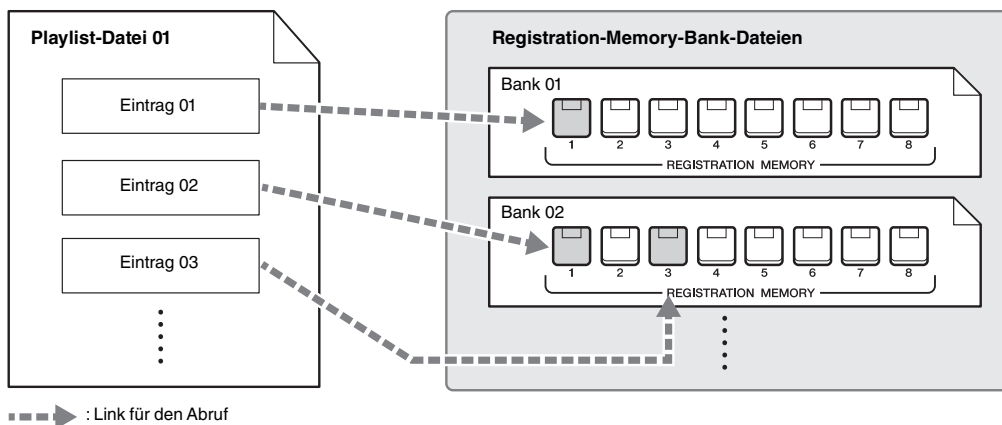 Playlist-Datei 01
Eintrag 01
Eintrag 02
Eintrag 03
Registration-Memory-Bank-Dateien
Bank 01
1 2 3 4 5 6 7 8
REGISTRATION MEMORY
Bank 02
1 2 3 4 5 6 7 8
REGISTRATION MEMORY
: Link für den Abruf